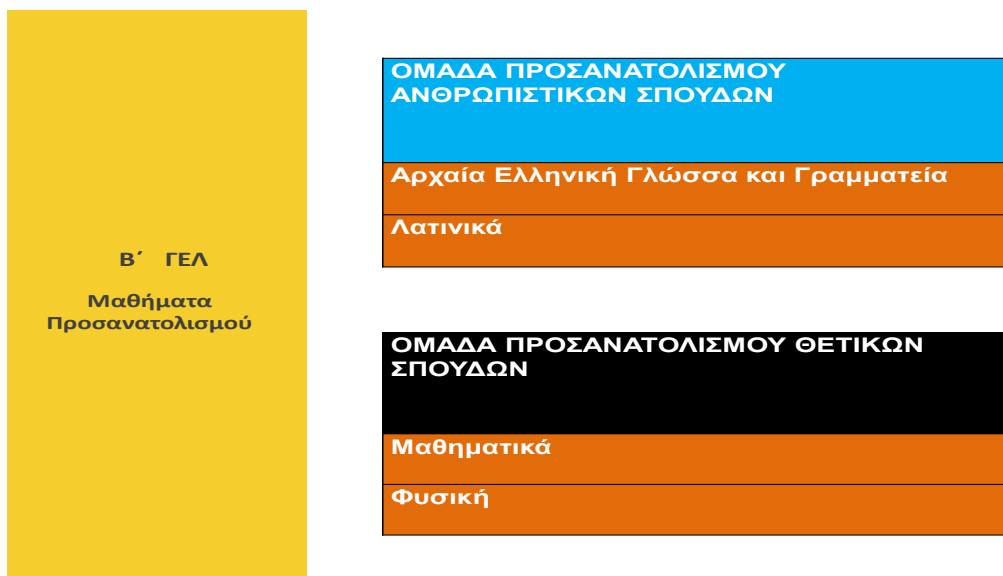 Β΄ ΓΕΛ
Μαθήματα
Προσανατολισμού
ΟΜΑΔΑ ΠΡΟΣΑΝΑΤΟΛΙΣΜΟΥ
ΑΝΘΡΩΠΙΣΤΙΚΩΝ ΣΠΟΥΔΩΝ
Αρχαία Ελληνική Γλώσσα και Γραμματεία
Λατινικά
ΟΜΑΔΑ ΠΡΟΣΑΝΑΤΟΛΙΣΜΟΥ ΘΕΤΙΚΩΝ
ΣΠΟΥΔΩΝ
Μαθηματικά
Φυσική